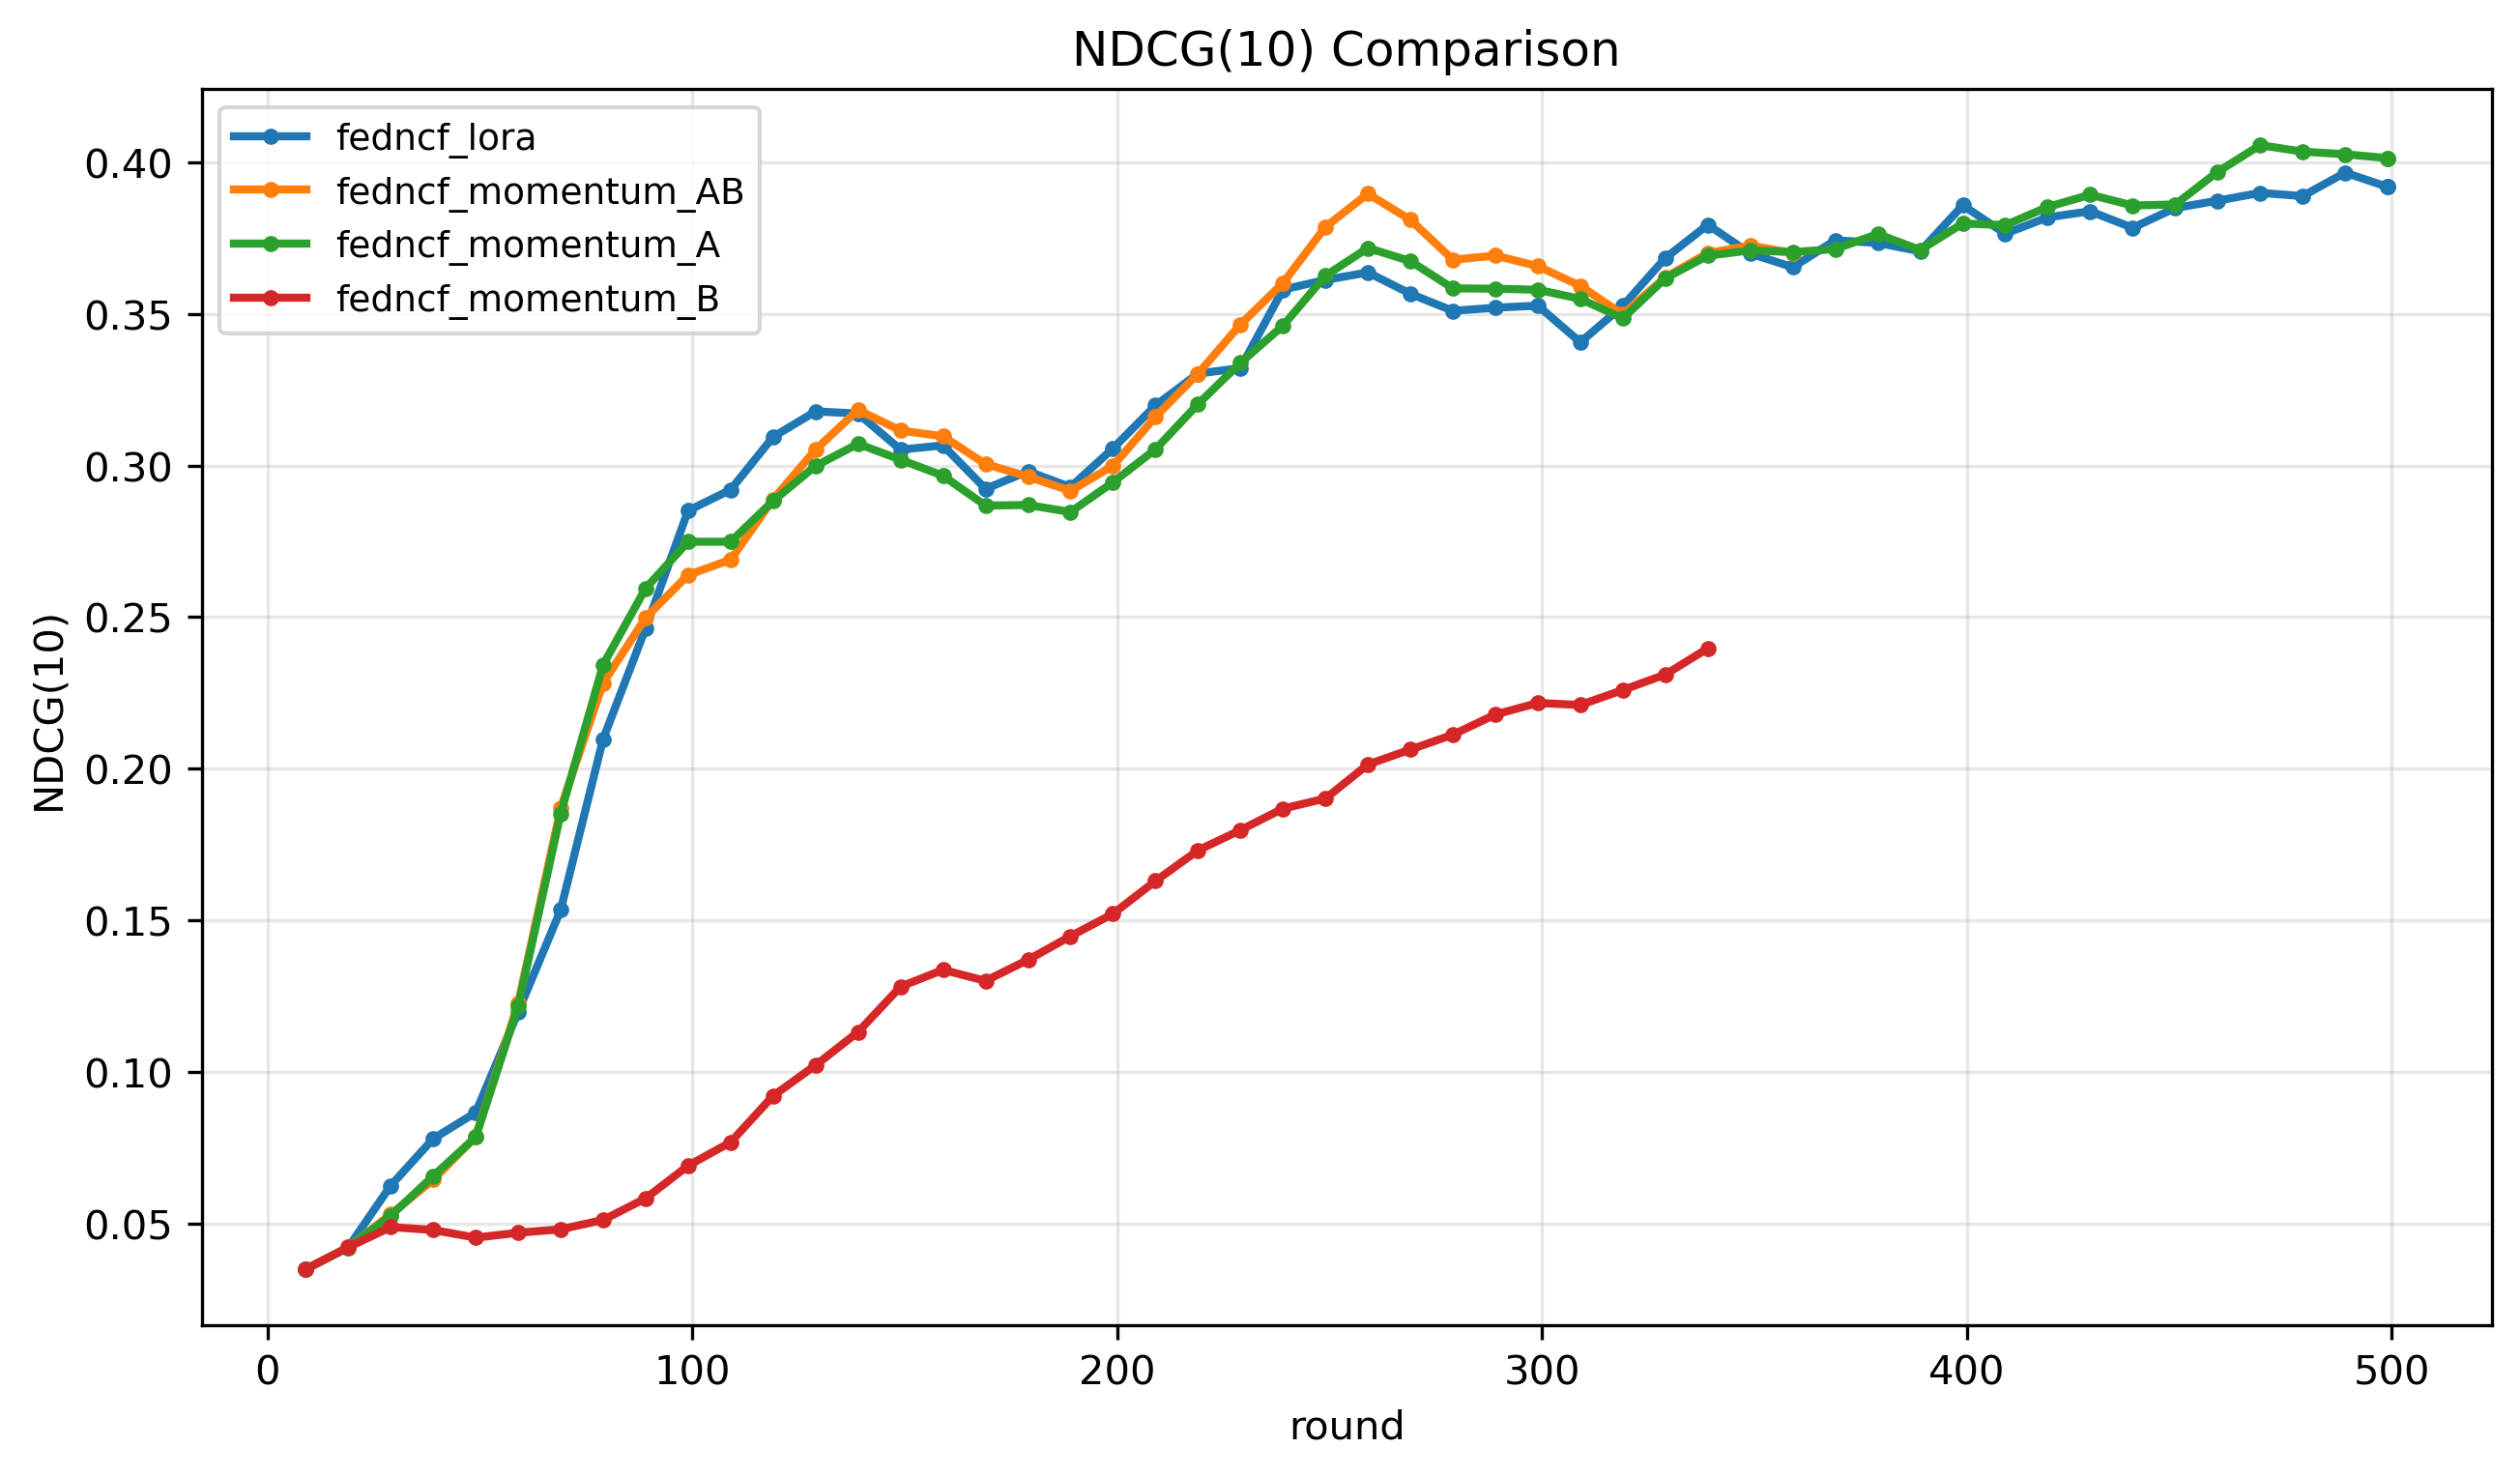 NDCG(10) Comparison
fedncf_lora
fedncf_momentum_AB
fedncf_momentum_A
fedncf_momentum_B
0.40
0.35
0.30
0.25
0.20
0.15
0.10
0.05
NDCG(10)
0 100 200 300 400 500
round